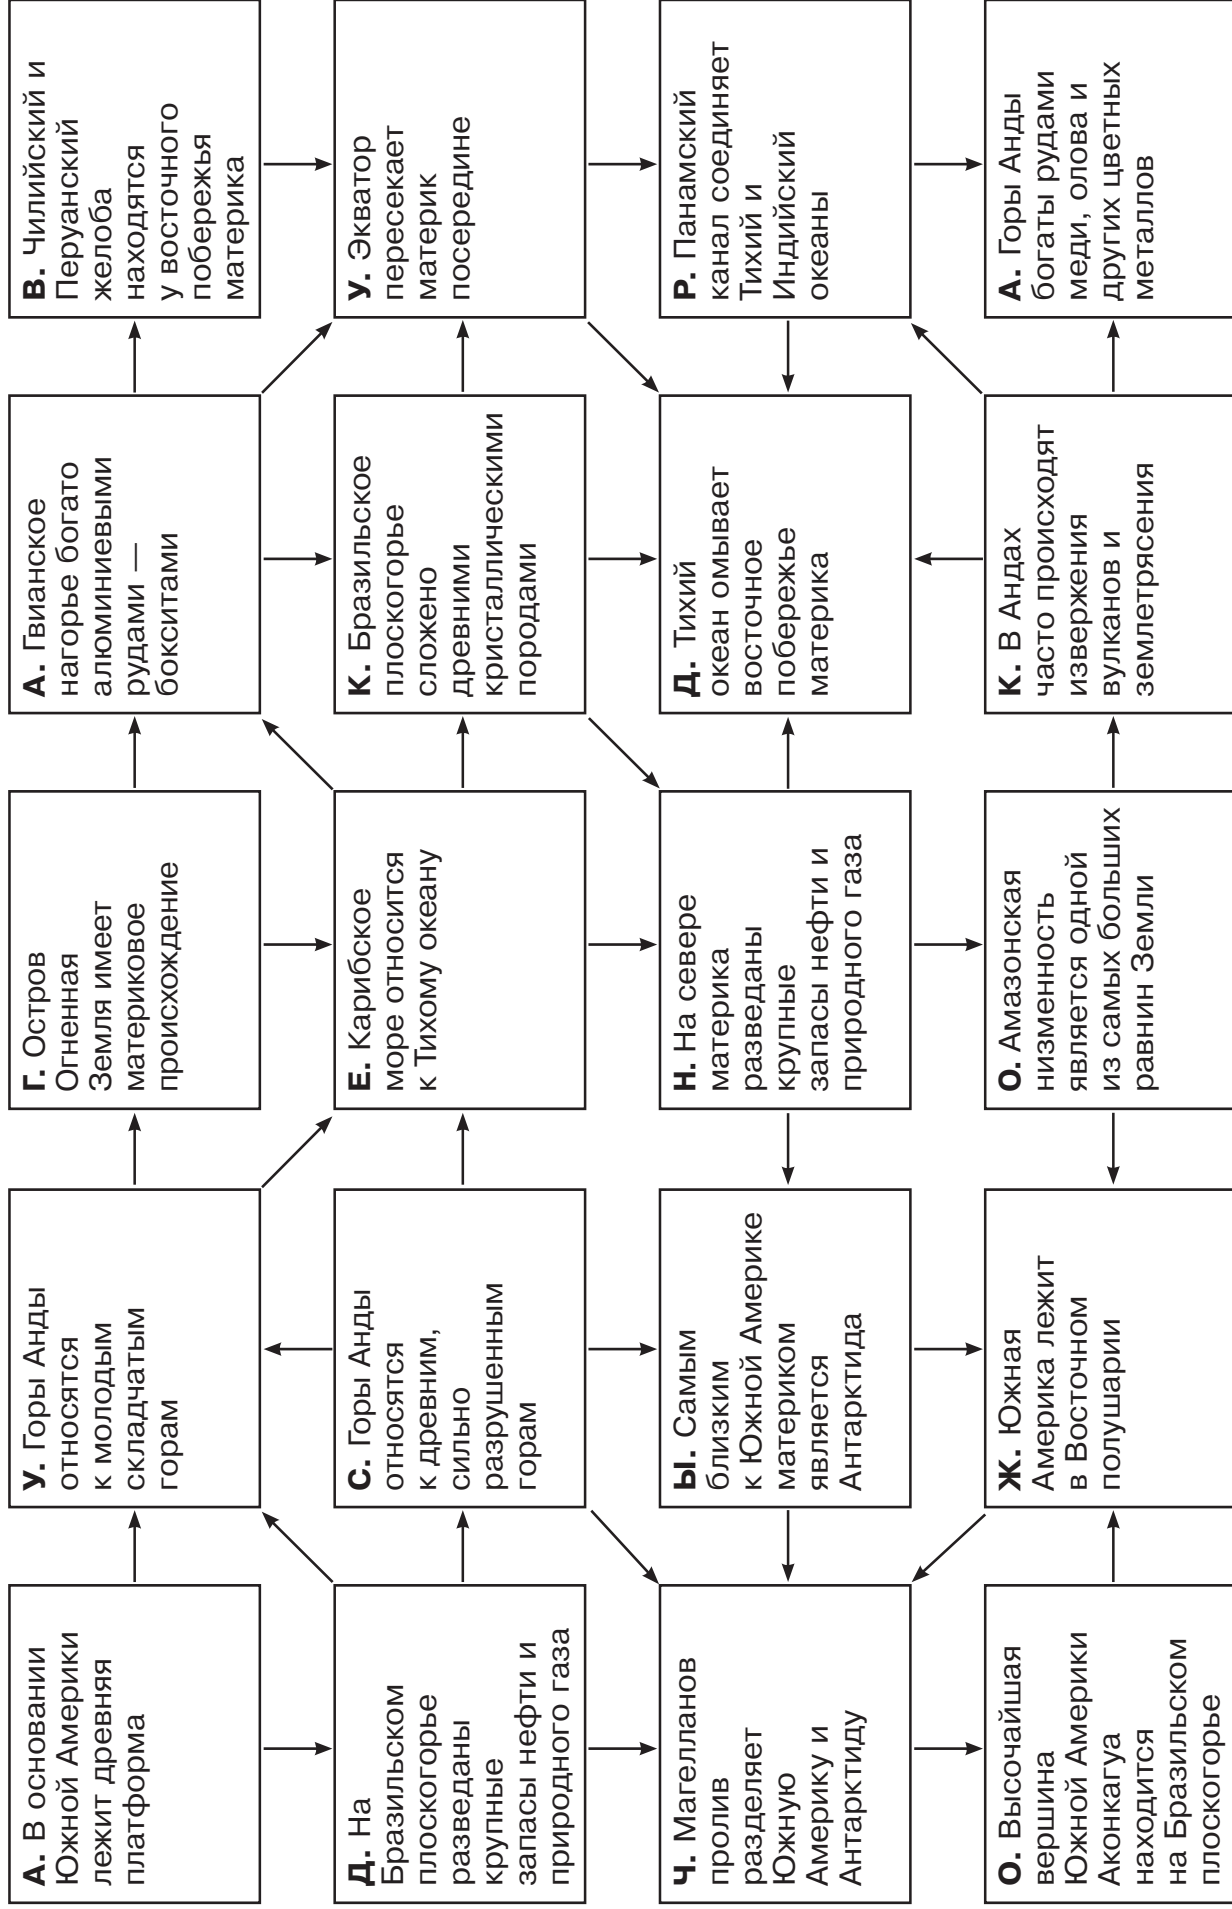 А. В основании
Южной Америки
лежит древняя
платформа
У. Горы Анды
относятся
к молодым
складчатым
горам
Г. Остров
Огненная
Земля имеет
материковое
происхождение
А. Гвианское
нагорье богато
алюминиевыми
рудами —
бокситами
В. Чилийский и
Перуанский
желоба
находятся
у восточного
побережья
материка
Д. На
Бразильском
плоскогорье
разведаны
крупные
запасы нефти и
природного газа
С. Горы Анды
относятся
к древним,
сильно
разрушенным
горам
Е. Карибское
море относится
к Тихому океану
К. Бразильское
плоскогорье
сложено
древними
кристаллическими
породами
У. Экватор
пересекает
материк
посередине
Ч. Магелланов
пролив
разделяет
Южную
Америку и
Антарктиду
Ы. Самым
близким
к Южной Америке
материком
является
Антарктида
Н. На севере
материка
разведаны
крупные
запасы нефти и
природного газа
Д. Тихий
океан омывает
восточное
побережье
материка
Р. Панамский
канал соединяет
Тихий и
Индийский
океаны
О. Высочайшая
вершина
Южной Америки
Аконкагуа
находится
на Бразильском
плоскогорье
Ж. Южная
Америка лежит
в Восточном
полушарии
О. Амазонская
низменность
является одной
из самых больших
равнин Земли
К. В Андах
часто происходят
извержения
вулканов и
землетрясения
А. Горы Анды
богаты рудами
меди, олова и
других цветных
металлов